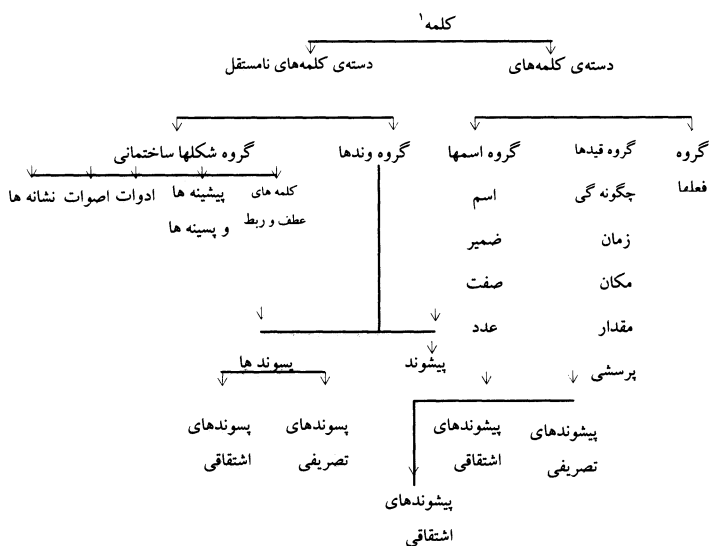 کلمه۱
دسته‌ی کلمه‌های
دسته‌ی کلمه‌های نامستقل
گروه
فعلها
گروه قیدها
چگونه گی
زمان
مکان
مقدار
پرسشی
گروه اسمها
اسم
ضمیر
صفت
عدد
گروه وندها
گروه شکلها ساختمانی
کلمه های
عطف و ربط
پیشینه ها
و پسینه ها
ادوات
اصوات
نشانه ها
پیشوند
پسوند ها
پیشوندهای
تصریفی
پیشوندهای
اشتقاقی
پسوندهای
تصریفی
پسوندهای
اشتقاقی
پیشوندهای
اشتقاقی